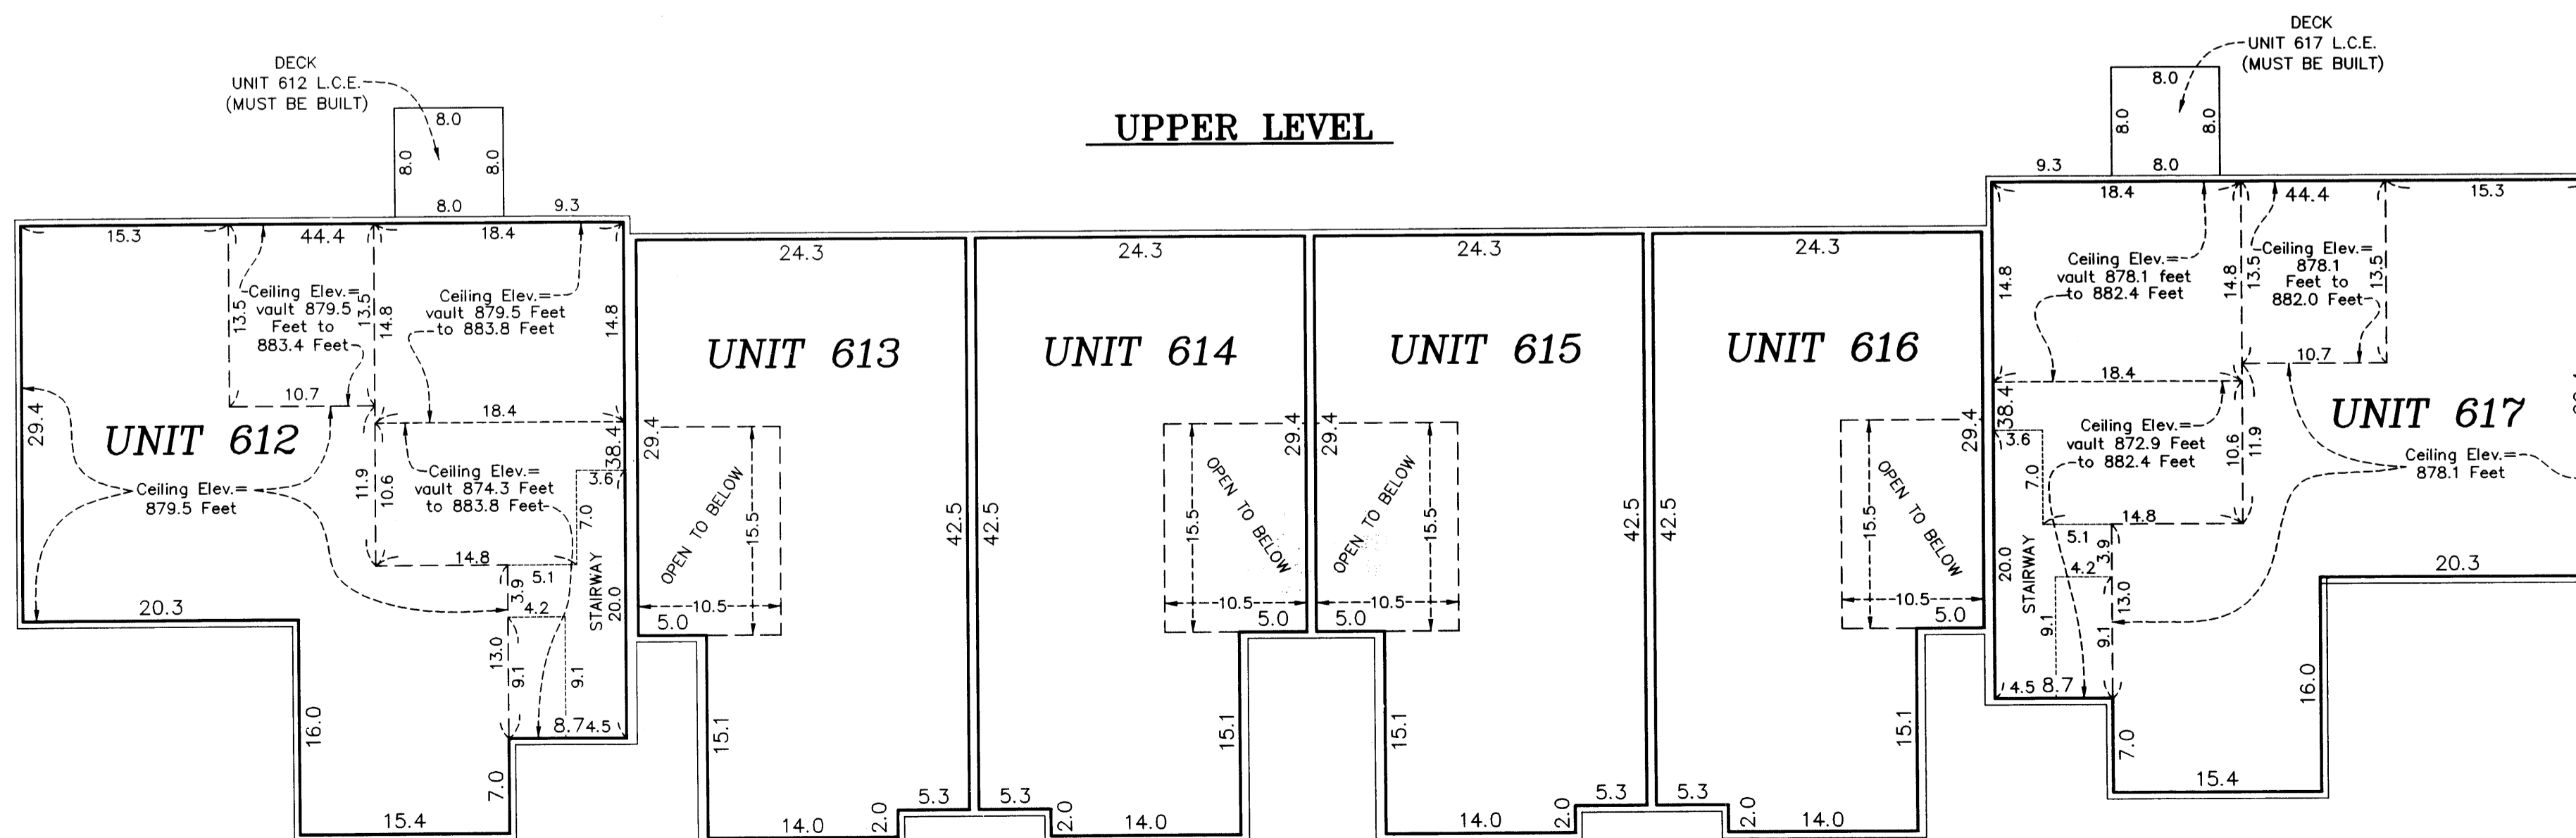 UPPER LEVEL
DECK
UNIT 612 L.C.E.
(MUST BE BUILT)
8.0
8.0
8.0
8.0
9.3
15.3
44.4
18.4
13.5
Ceiling Elev.=
vault 879.5
Feet to
883.4 Feet
13.5
14.8
Ceiling Elev.=
vault 879.5 Feet
to 883.8 Feet
14.8
10.7
18.4
29.4
UNIT 612
38.4
Ceiling Elev.=
879.5 Feet
11.9
10.6
Ceiling Elev.=
vault 874.3 Feet
to 883.8 Feet
3.6
7.0
14.8
5.1
3.9
4.2
STAIRWAY
20.0
20.3
13.0
9.1
9.1
8.7
4.5
16.0
7.0
15.4
24.3
UNIT 613
29.4
OPEN TO BELOW
15.5
10.5
5.0
42.5
15.1
5.3
2.0
14.0
24.3
UNIT 614
29.4
15.5
OPEN TO BELOW
10.5
5.0
42.5
15.1
5.3
2.0
14.0
24.3
UNIT 615
29.4
OPEN TO BELOW
15.5
10.5
5.0
42.5
15.1
5.3
2.0
14.0
24.3
UNIT 616
29.4
15.5
OPEN TO BELOW
10.5
5.0
42.5
15.1
5.3
2.0
14.0
DECK
UNIT 617 L.C.E.
(MUST BE BUILT)
8.0
8.0
8.0
9.3
8.0
18.4
44.4
15.3
14.8
Ceiling Elev.=
vault 878.1 feet
to 882.4 Feet
14.8
13.5
Ceiling Elev.=
878.1
Feet to
882.0 Feet
13.5
18.4
10.7
38.4
UNIT 617
3.6
Ceiling Elev.=
vault 872.9 Feet
to 882.4 Feet
10.6
11.9
Ceiling Elev.=
878.1 Feet
7.0
14.8
5.1
3.9
4.2
20.0
STAIRWAY
13.0
9.1
9.1
4.5
8.7
20.3
16.0
7.0
15.4